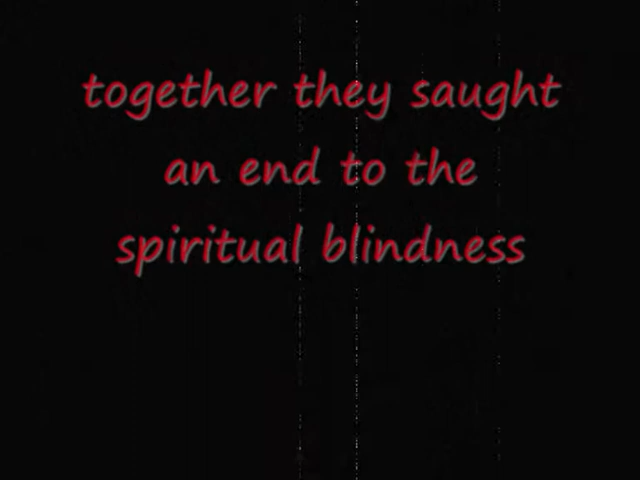 together they saught
an end to the
spiritual blindness